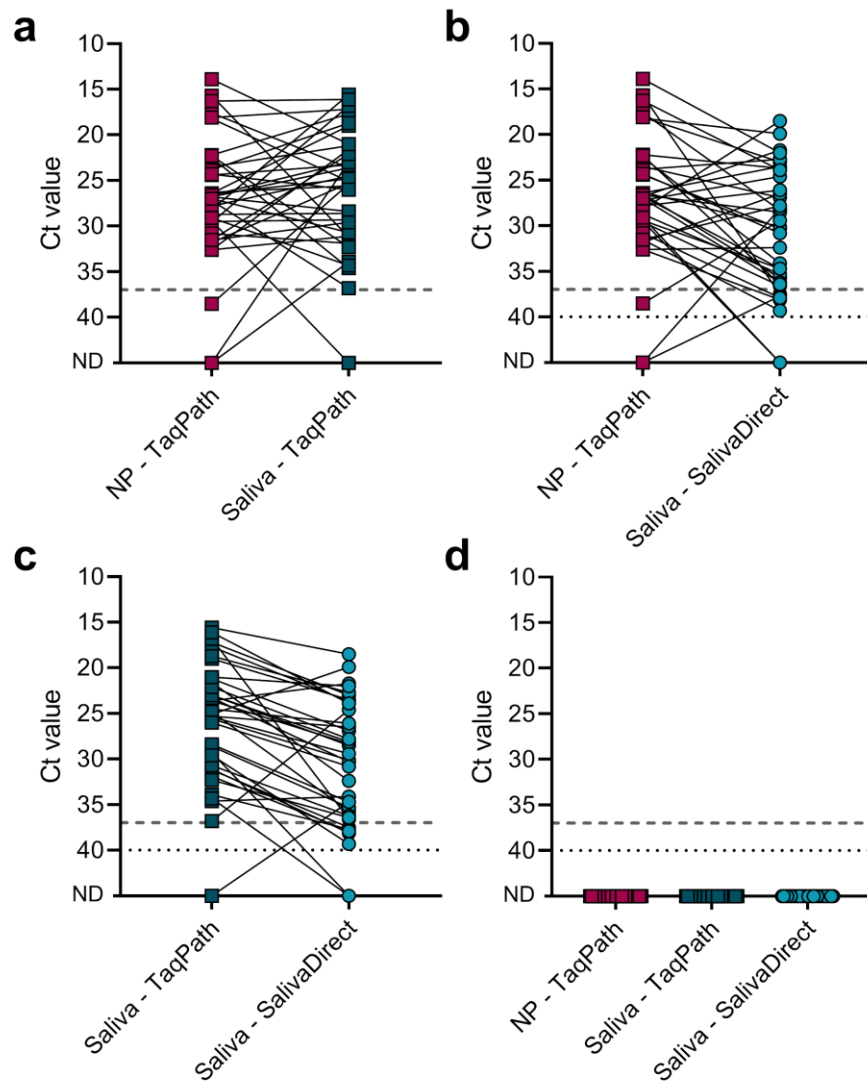 a
10
15
20
25
30
35
40
ND
Ct value
NP - TaqPath
Saliva - TaqPath
b
10
15
20
25
30
35
40
ND
Ct value
NP - TaqPath
Saliva - SalivaDirect
c
10
15
20
25
30
35
40
ND
Ct value
Saliva - TaqPath
Saliva - SalivaDirect
d
10
15
20
25
30
35
40
ND
Ct value
NP - TaqPath
Saliva - TaqPath
Saliva - SalivaDirect